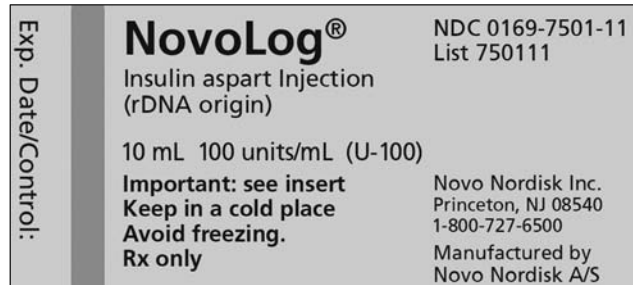 Exp. Date/Control:
NovoLog®
Insulin aspart Injection
(rDNA origin)
10 mL 100 units/mL (U-100)
Important: see insert
Keep in a cold place
Avoid freezing.
Rx only
NDC 0169-7501-11
List 750111
Novo Nordisk Inc.
Princeton, NJ 08540
1-800-727-6500
Manufactured by
Novo Nordisk A/S